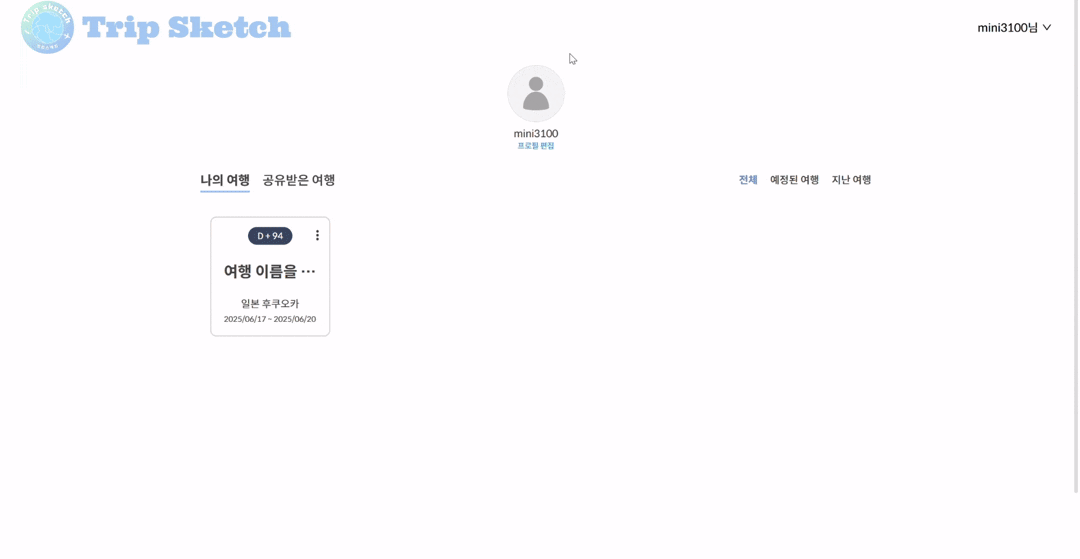 Trip Sketch
Trip Sketch
mini3100님
mini3100
프로필 편집
나의 여행 공유받은 여행
전체 예정된 여행 지난 여행
D + 94
여행 이름을 ···
일본 후쿠오카
2025/06/17 ~ 2025/06/20